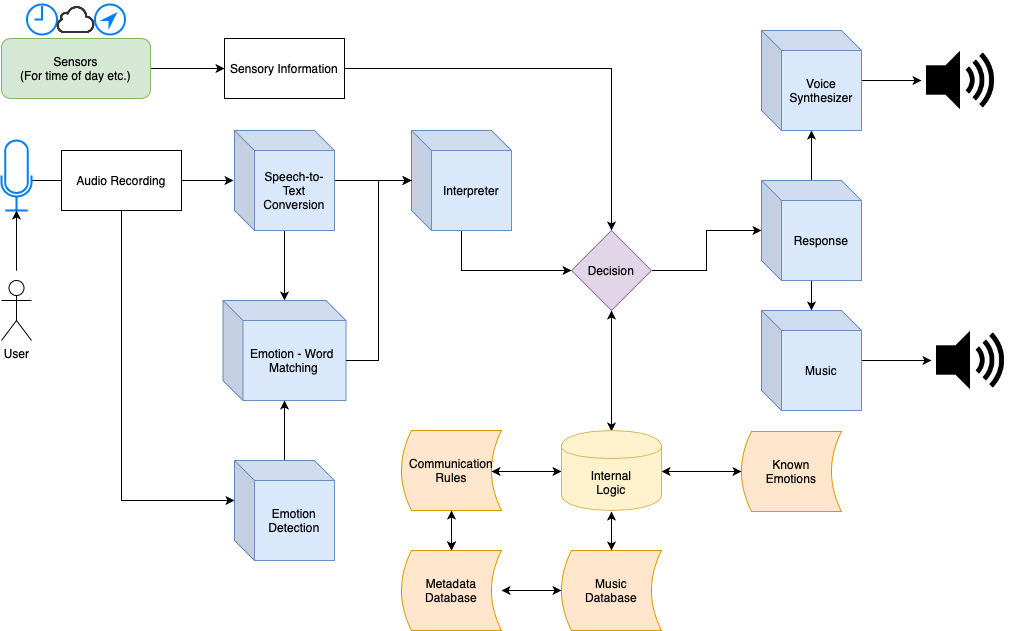 Sensors
(For time of day etc.)
Sensory Information
Voice
Synthesizer
Audio Recording
Speech-to-
Text
Conversion
Interpreter
Response
Decision
User
Emotion - Word
Matching
Music
Communication
Rules
Internal
Logic
Known
Emotions
Emotion
Detection
Metadata
Database
Music
Database